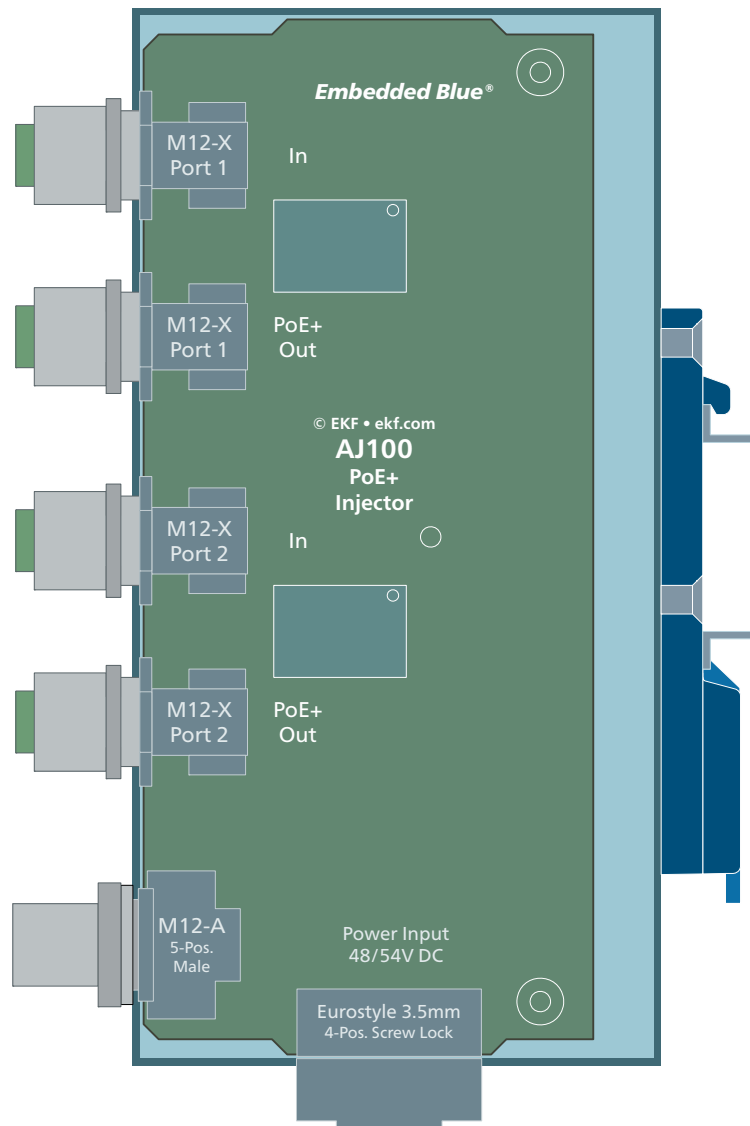 Embedded Blue®
M12-X
Port 1
In
M12-X
Port 1
PoE+
Out
© EKF • ekf.com
AJ100
PoE+
Injector
M12-X
Port 2
In
M12-X
Port 2
PoE+
Out
M12-A
5-Pos.
Male
Power Input
48/54V DC
Eurostyle 3.5mm
4-Pos. Screw Lock